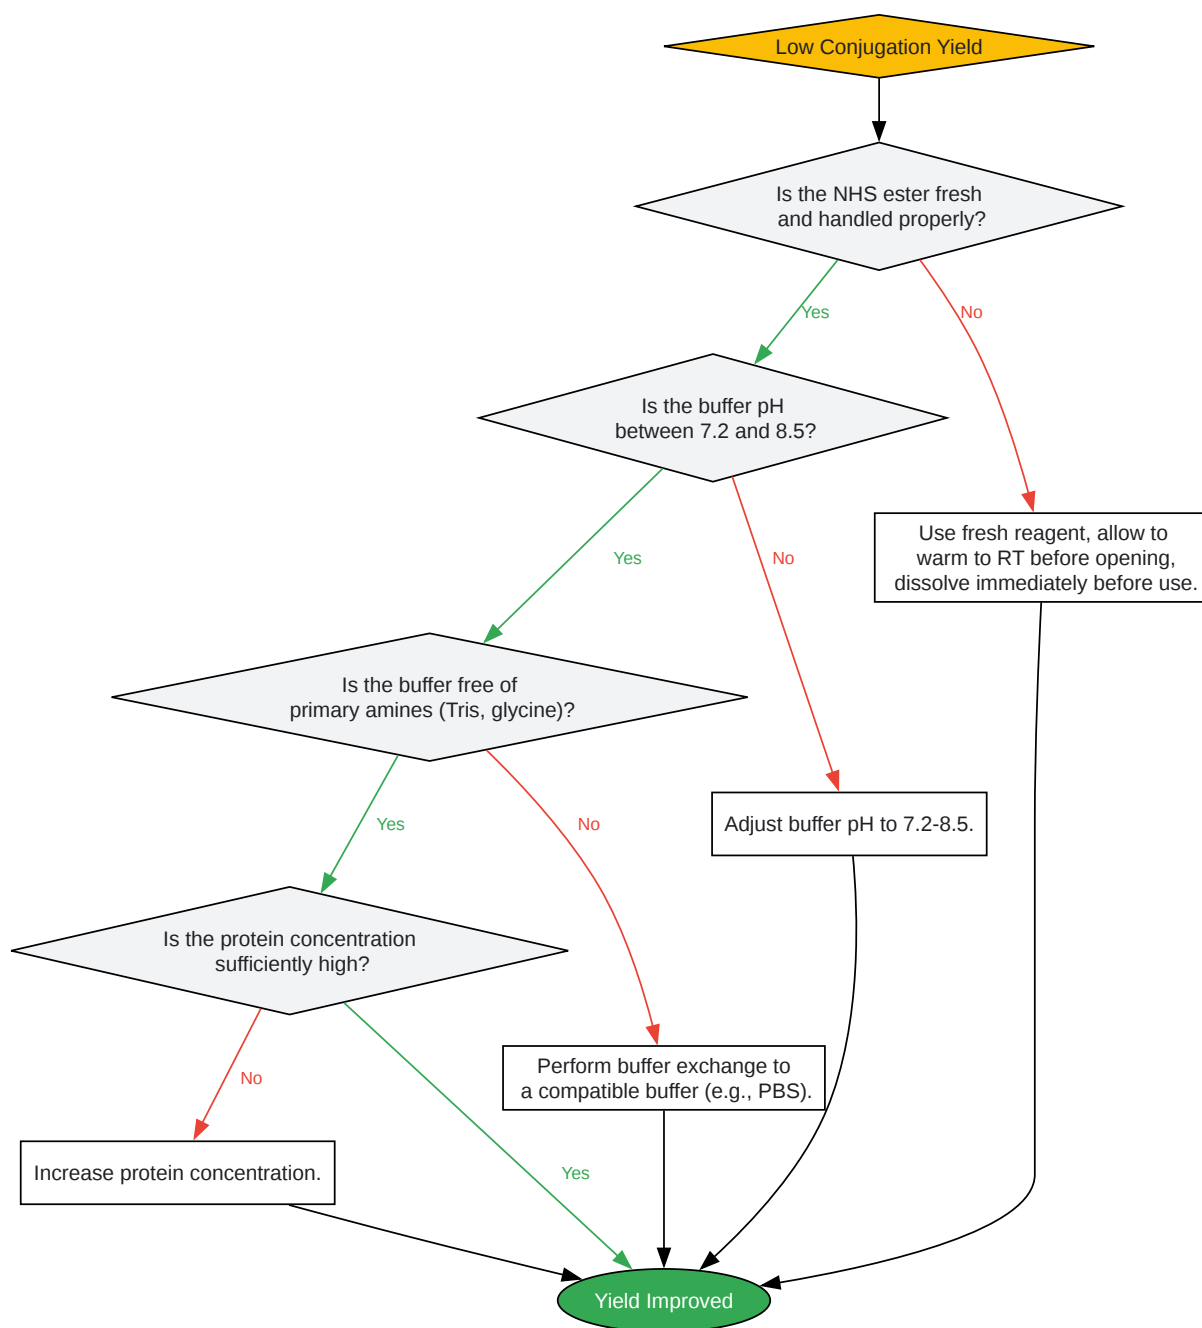 Low Conjugation Yield
Is the NHS ester fresh
and handled properly?
Yes
No
Is the buffer pH
between 7.2 and 8.5?
Use fresh reagent, allow to
warm to RT before opening,
dissolve immediately before use.
Yes
No
Is the buffer free of
primary amines (Tris, glycine)?
Yes
No
Adjust buffer pH to 7.2-8.5.
Is the protein concentration
sufficiently high?
Perform buffer exchange to
a compatible buffer (e.g., PBS).
No
Yes
Increase protein concentration.
Yield Improved